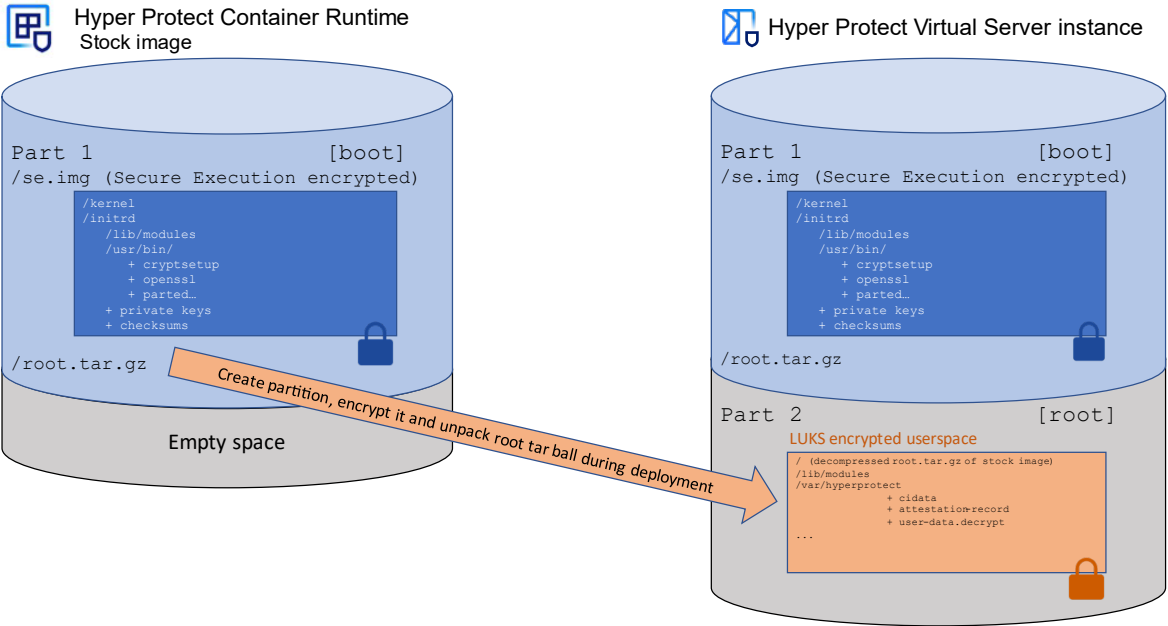 Hyper Protect Container Runtime
Stock image
Part 1 [boot]
/se.img (Secure Execution encrypted)
/kernel
/initrd
/lib/modules
/usr/bin/
+ cryptsetup
+ openssl
+ parted…
+ private keys
+ checksums
/root.tar.gz
Empty space
Create partition, encrypt it and unpack root tar ball during deployment
Hyper Protect Virtual Server instance
Part 1 [boot]
/se.img (Secure Execution encrypted)
/kernel
/initrd
/lib/modules
/usr/bin/
+ cryptsetup
+ openssl
+ parted…
+ private keys
+ checksums
/root.tar.gz
Part 2 [root]
LUKS encrypted userspace
/ (decompressed root.tar.gz of stock image)
/lib/modules
/var/hyperprotect
+ cidata
+ attestation-record
+ user-data.decrypt
...